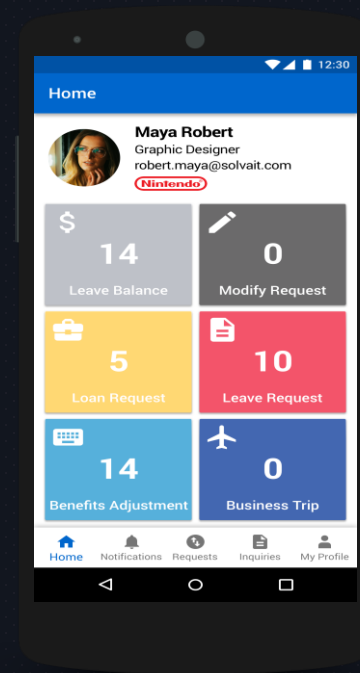 12:30
Home
Maya Robert
Graphic Designer
robert.maya@solvait.com
Nintendo
14
Leave Balance
0
Modify Request
5
Loan Request
10
Leave Request
14
Benefits Adjustment
0
Business Trip
Home Notifications Requests Inquiries My Profile